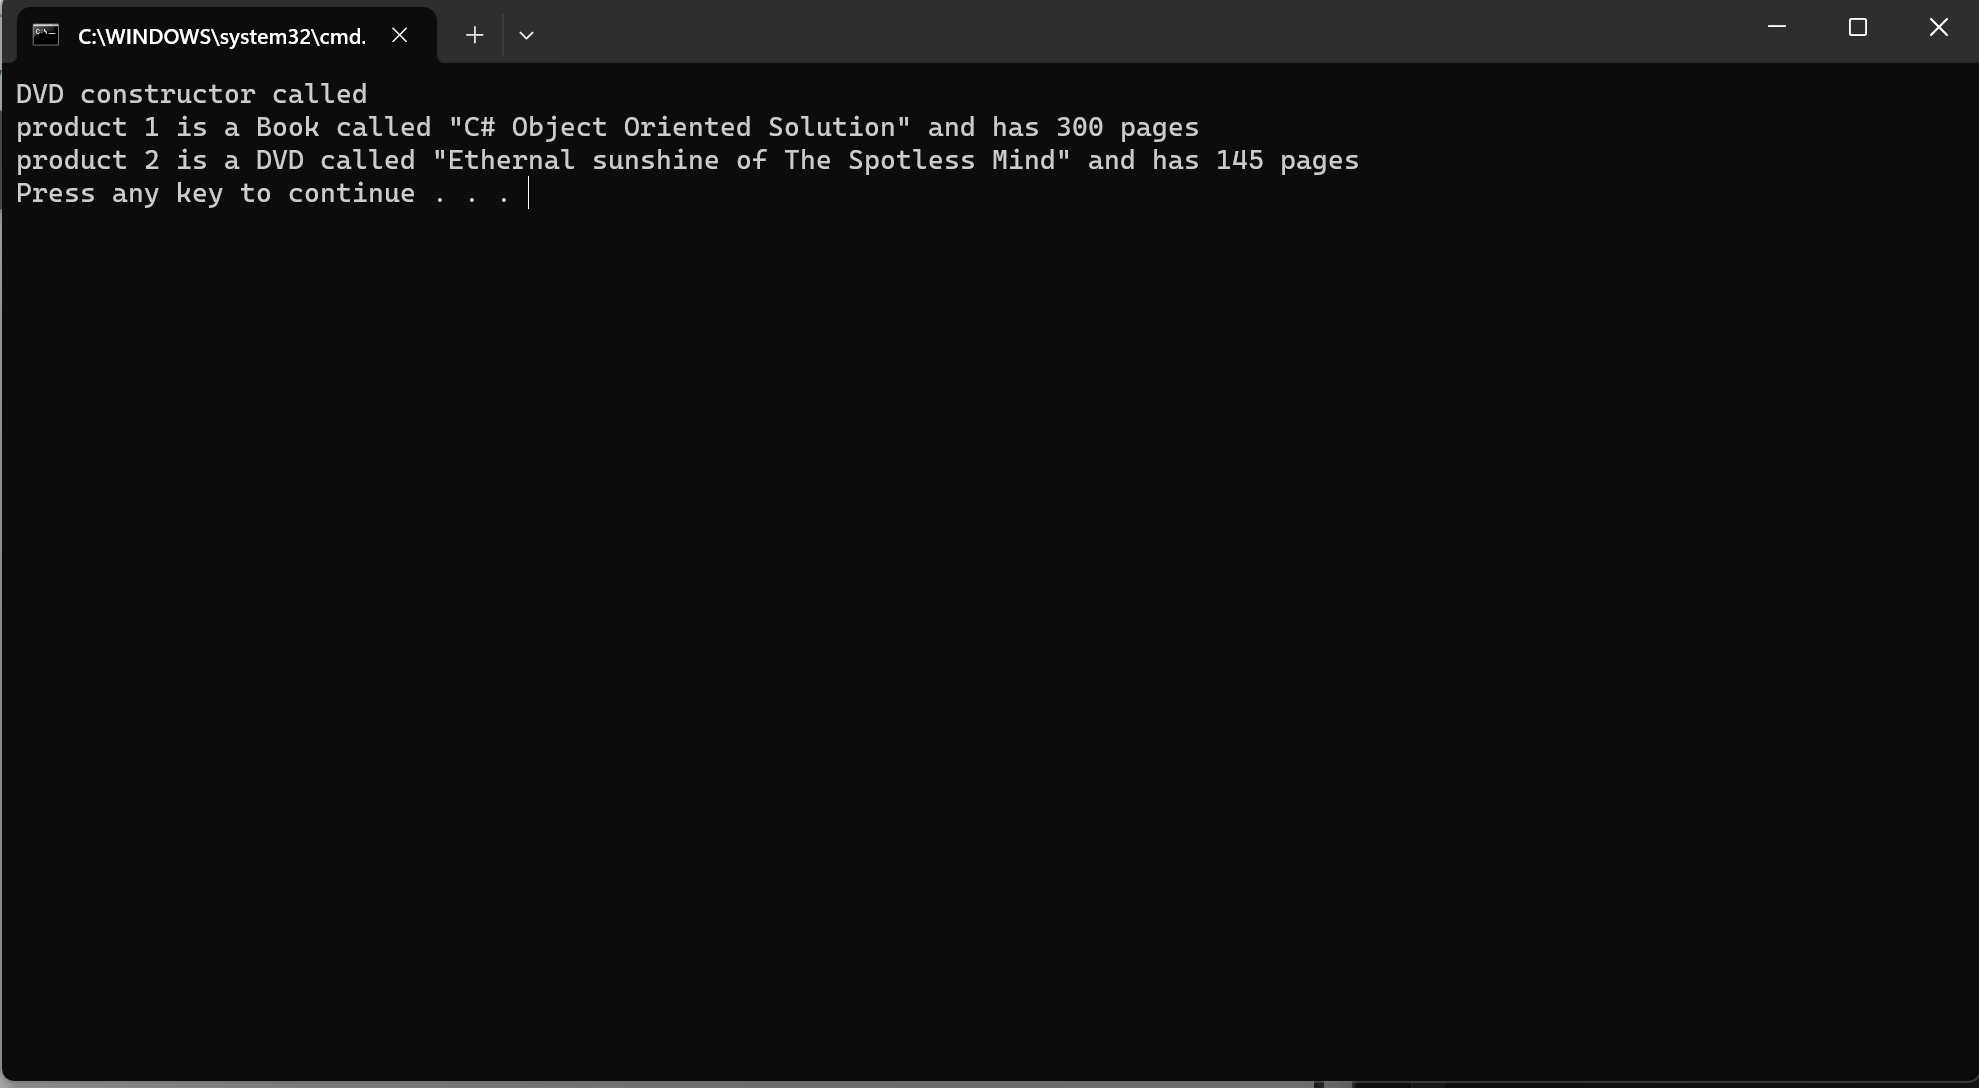 C:\WINDOWS\system32\cmd.
DVD constructor called
product 1 is a Book called "C# Object Oriented Solution" and has 300 pages
product 2 is a DVD called "Ethernal sunshine of The Spotless Mind" and has 145 pages
Press any key to continue . . .